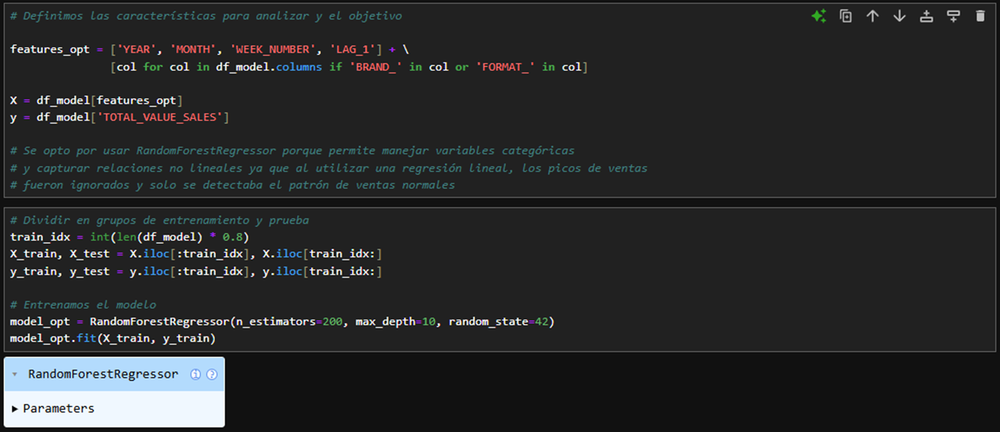 # Definimos las características para analizar y el objetivo
features_opt = ['YEAR', 'MONTH', 'WEEK_NUMBER', 'LAG_1'] + \
[col for col in df_model.columns if 'BRAND_' in col or 'FORMAT_' in col]
X = df_model[features_opt]
y = df_model['TOTAL_VALUE_SALES']
# Se opto por usar RandomForestRegressor porque permite manejar variables categóricas
# y capturar relaciones no lineales ya que al utilizar una regresión lineal, los picos de ventas
# fueron ignorados y solo se detectaba el patrón de ventas normales
# Dividir en grupos de entrenamiento y prueba
train_idx = int(len(df_model) * 0.8)
X_train, X_test = X.iloc[:train_idx], X.iloc[train_idx:]
y_train, y_test = y.iloc[:train_idx], y.iloc[train_idx:]
# Entrenamos el modelo
model_opt = RandomForestRegressor(n_estimators=200, max_depth=10, random_state=42)
model_opt.fit(X_train, y_train)
RandomForestRegressor
Parameters